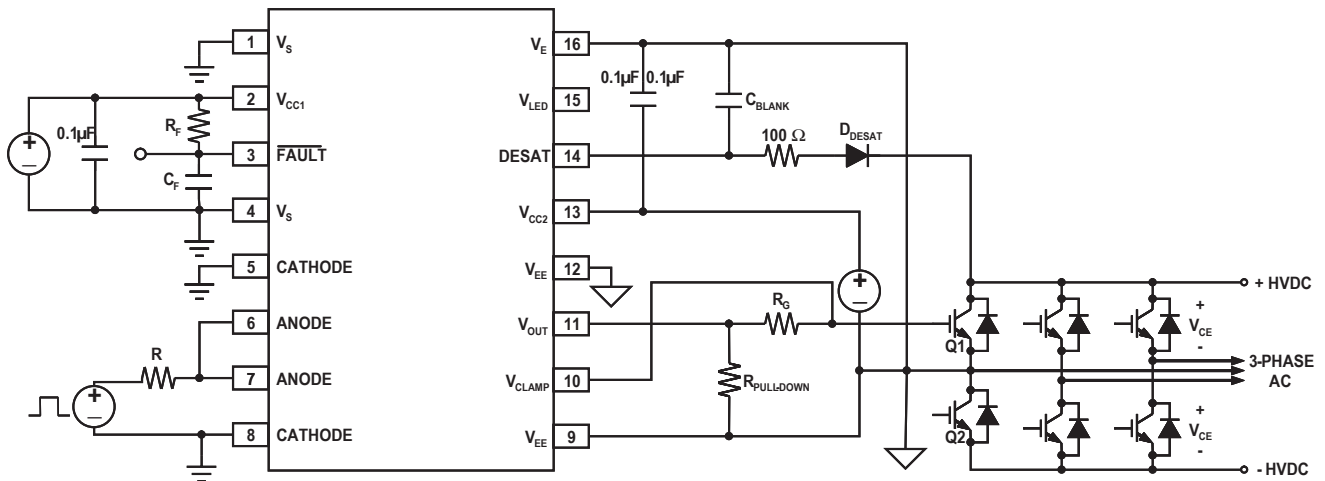 1 V_S
2 V_CC1
3 FAULT
4 V_S
5 CATHODE
6 ANODE
7 ANODE
8 CATHODE
V_E 16
V_LED 15
DESAT 14
V_CC2 13
V_EE 12
V_OUT 11
V_CLAMP 10
V_EE 9
+
—
0.1µF
R_F
C_F
R
+
—
0.1µF 0.1µF
C_BLANK
100 Ω
D_DESAT
+
—
R_G
R_PULL-DOWN
Q1
Q2
+ HVDC
+
V_CE
-
3-PHASE
AC
+
V_CE
-
- HVDC